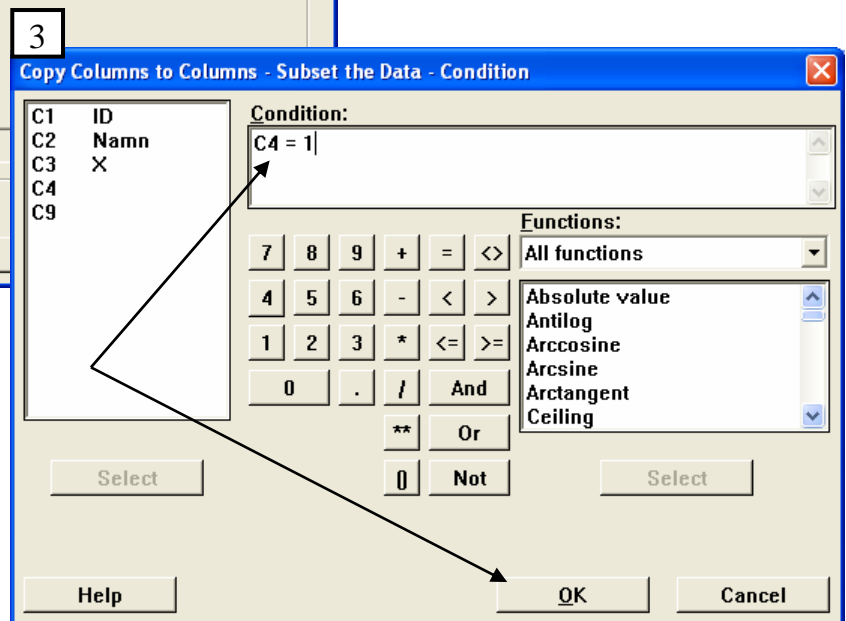 3
Copy Columns to Columns - Subset the Data - Condition
C1 ID
C2 Namn
C3 X
C4
C9
Condition:
C4 = 1
Functions:
All functions
7 8 9 + = <>
4 5 6 - < >
1 2 3 * <= >=
0 . / And
** Or
() Not
Absolute value
Antilog
Arccosine
Arcsine
Arctangent
Ceiling
Select
Select
Help
OK
Cancel